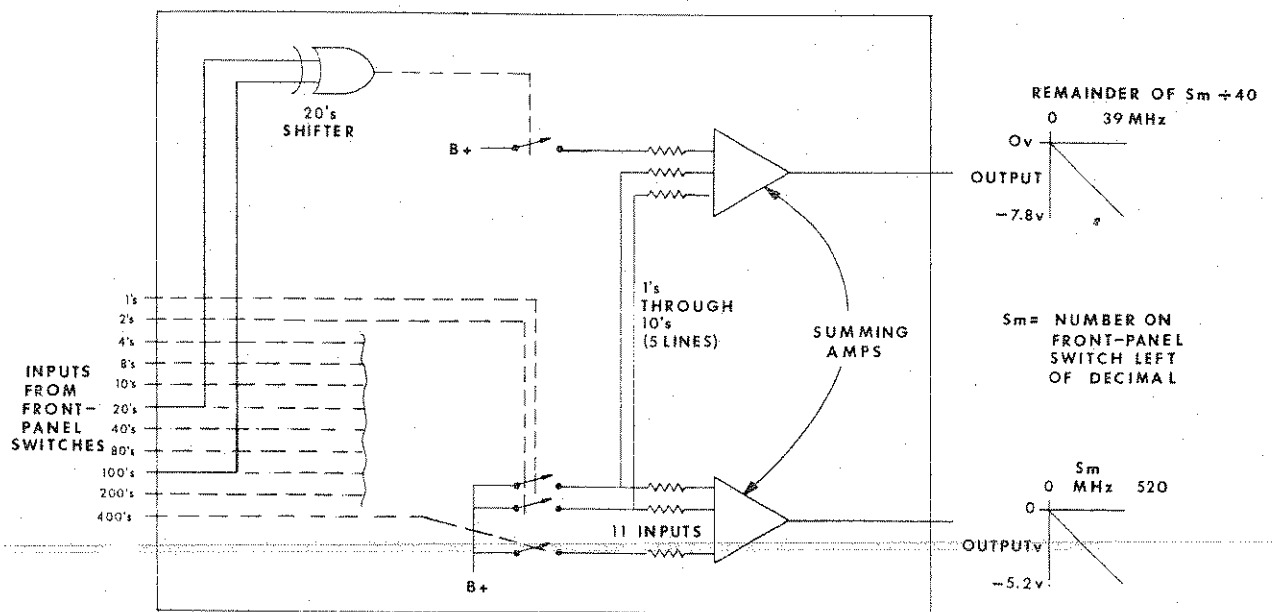 20's
SHIFTER
B+
REMAINDER OF Sm ÷40
0 39 MHz
0v
OUTPUT
−7.8v
1's
THROUGH
10's
(5 LINES)
SUMMING
AMPS
Sm= NUMBER ON
FRONT-PANEL
SWITCH LEFT
OF DECIMAL
INPUTS
FROM
FRONT-
PANEL
SWITCHES
1's
2's
4's
8's
10's
20's
40's
80's
100's
200's
400's
11 INPUTS
B+
Sm
0 MHz 520
0
OUTPUTv
−5.2v